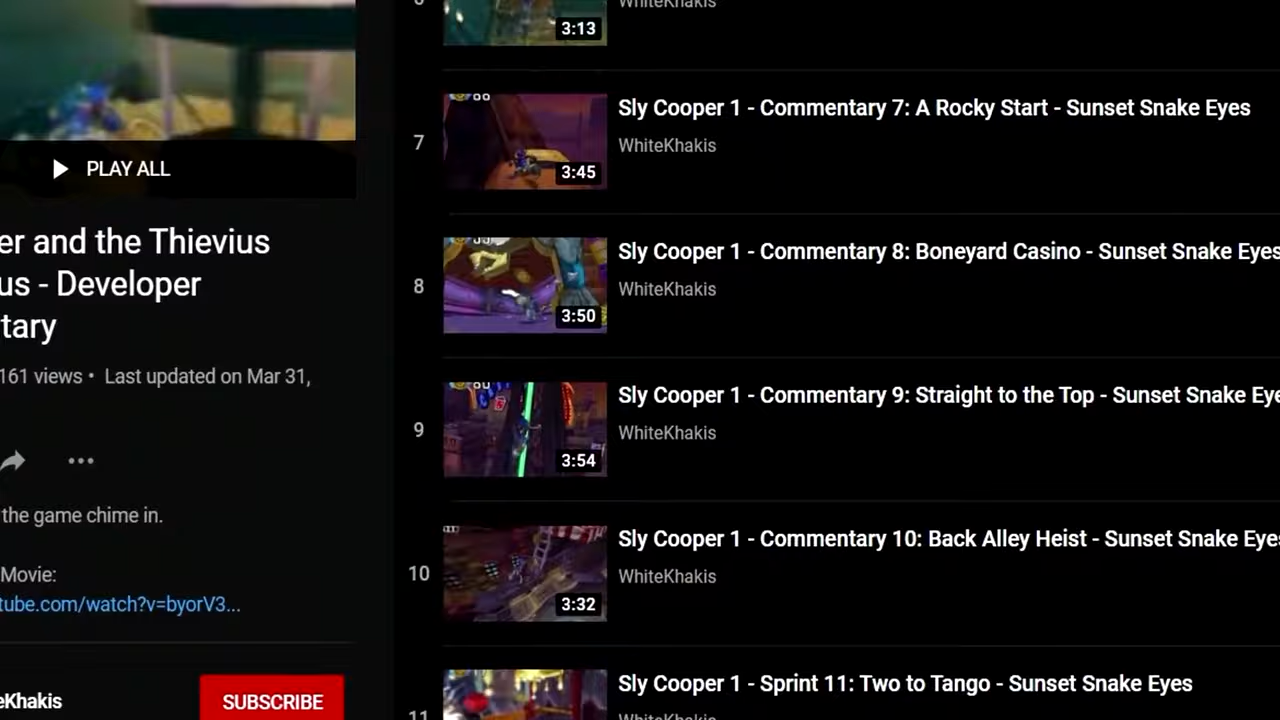 WhiteKhakis
3:13
PLAY ALL
er and the Thievius
us - Developer
tary
161 views • Last updated on Mar 31,
the game chime in.
Movie:
tube.com/watch?v=byorV3...
eKhakis
SUBSCRIBE
7
3:45
Sly Cooper 1 - Commentary 7: A Rocky Start - Sunset Snake Eyes
WhiteKhakis
8
3:50
Sly Cooper 1 - Commentary 8: Boneyard Casino - Sunset Snake Eyes
WhiteKhakis
9
3:54
Sly Cooper 1 - Commentary 9: Straight to the Top - Sunset Snake Eye
WhiteKhakis
10
3:32
Sly Cooper 1 - Commentary 10: Back Alley Heist - Sunset Snake Eyes
WhiteKhakis
11
Sly Cooper 1 - Sprint 11: Two to Tango - Sunset Snake Eyes
WhiteKhakis